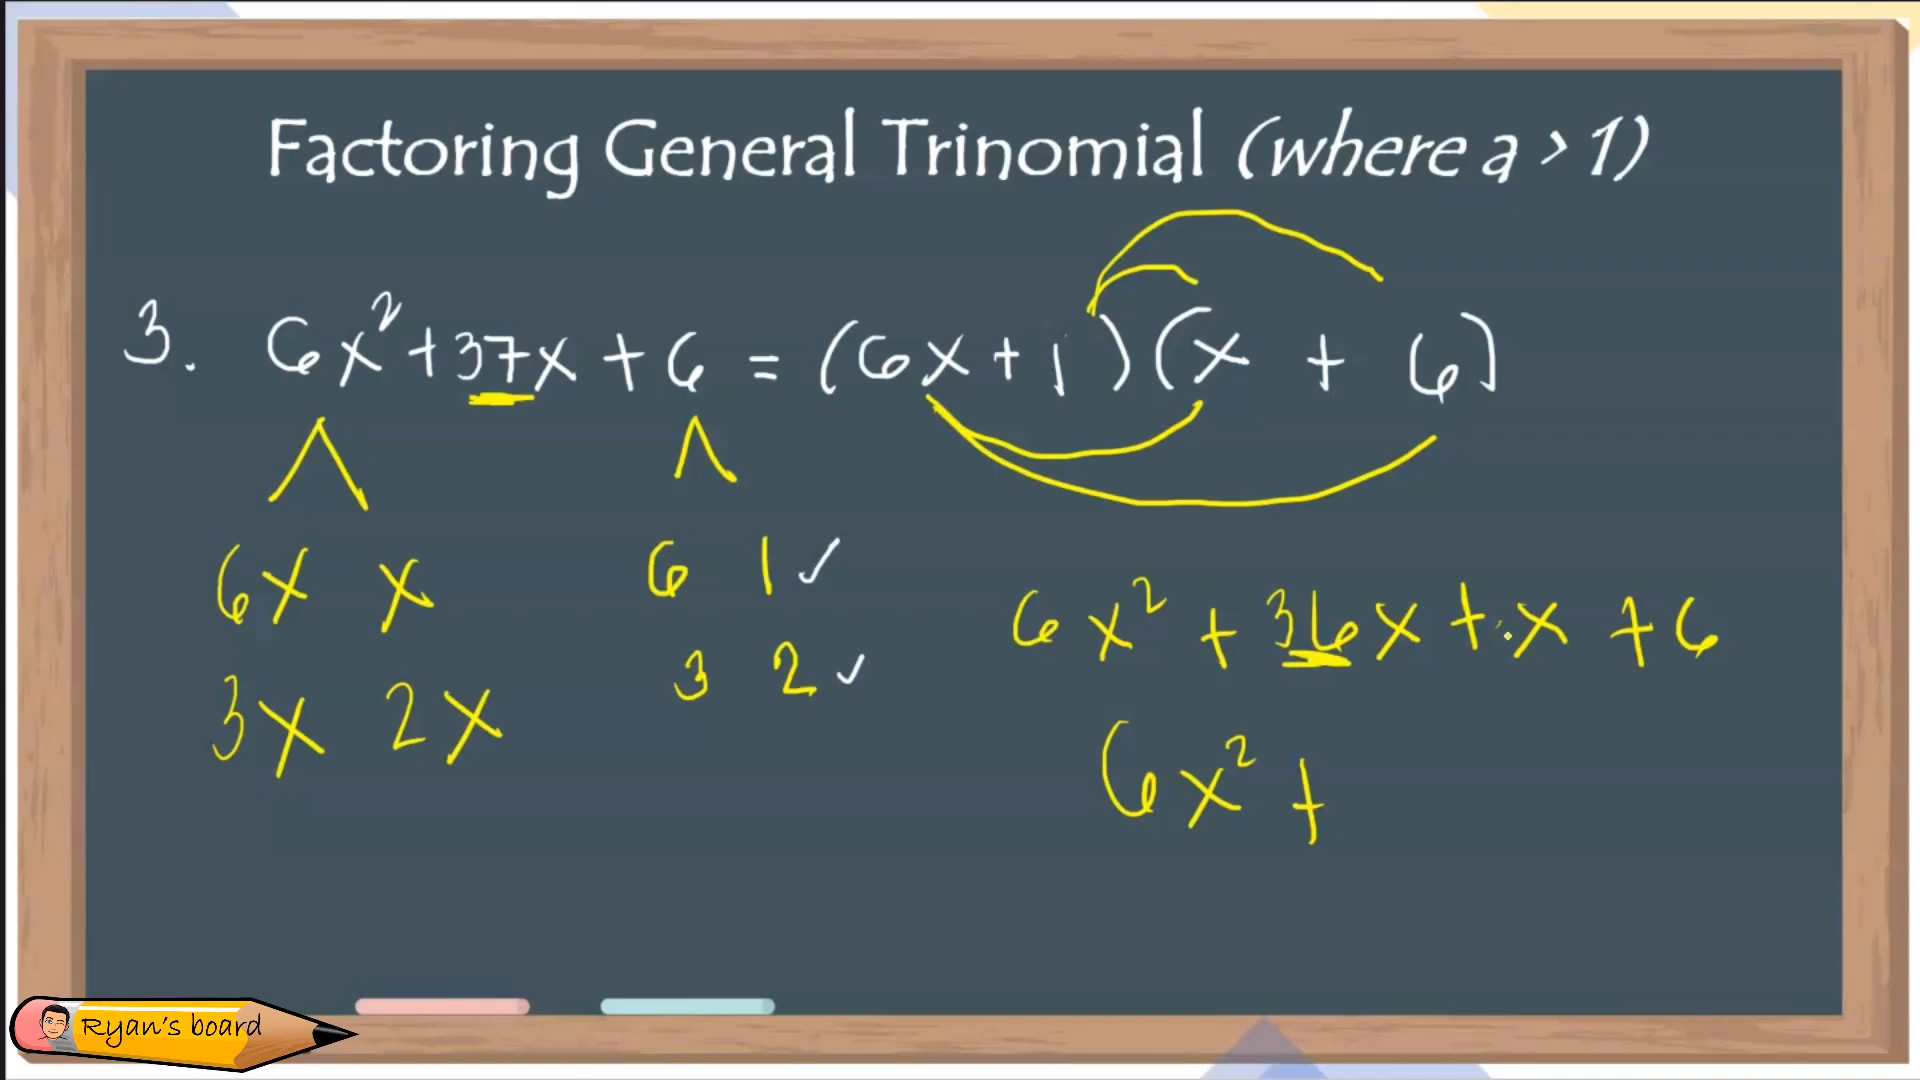 Factoring General Trinomial (where a > 1)
3. 6x² + 37x + 6 = (6x + 1)(x + 6)
6x x
6 1 ✓
3x 2x
3 2 ✓
6x² + 36x + x + 6
6x² +
Ryan's board